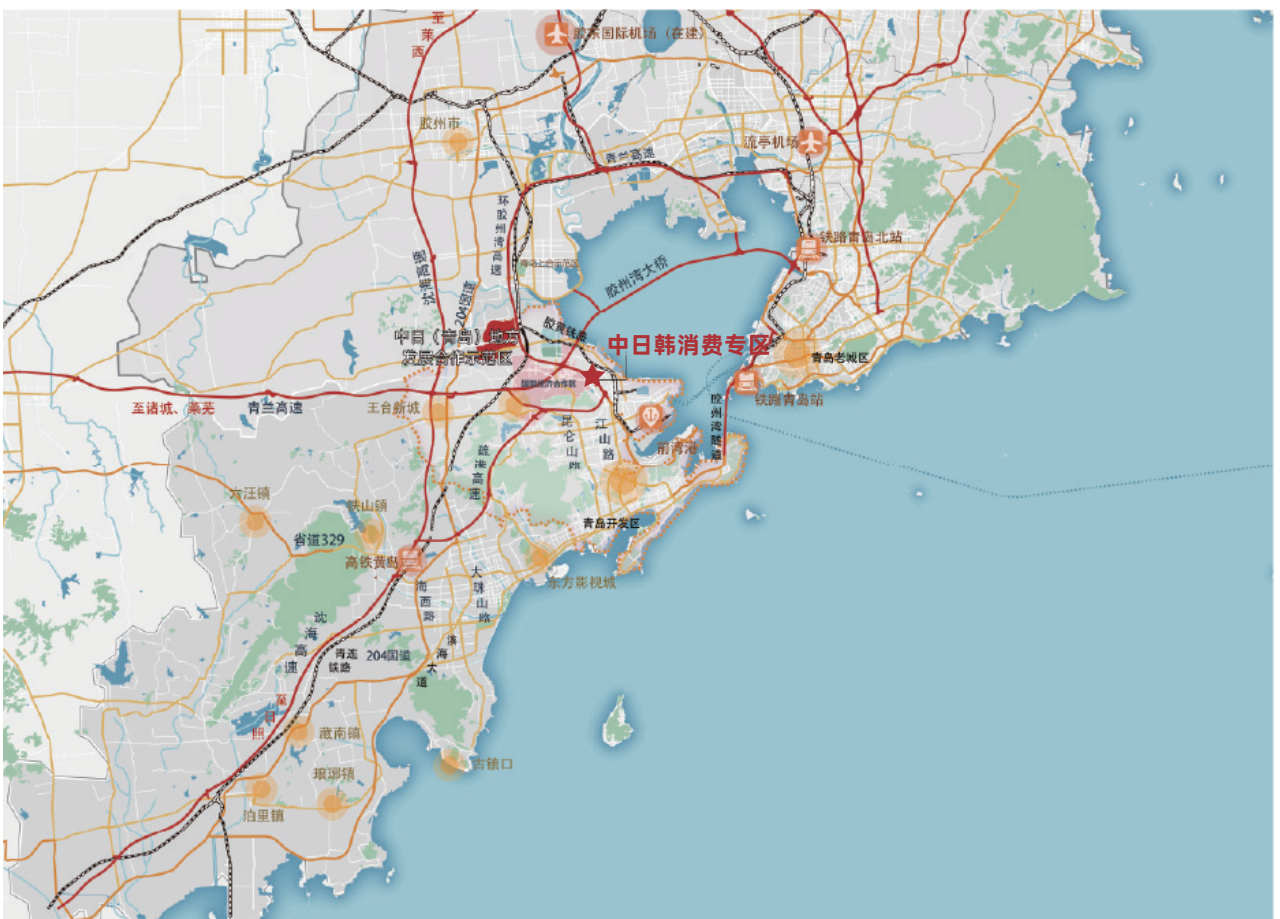 至莱西
胶东国际机场（在建）
胶州市
流亭机场
青兰高速
环胶州湾高速
铁路青岛北站
沈海高速
204国道
胶州湾大桥
胶黄铁路
中日（青岛）地方
发展合作示范区
中日韩消费专区
青岛老城区
国际经济合作区
至诸城、莱芜
青兰高速
王台新城
铁路青岛站
胶州湾隧道
昆仑山路
江山路
前湾港
疏港高速
六汪镇
铁山镇
青岛开发区
省道329
高铁黄岛
东方影视城
海西路
大珠山路
沈海高速
青连
铁路
204国道
滨海大道
至日照
藏南镇
古镇口
琅琊镇
泊里镇